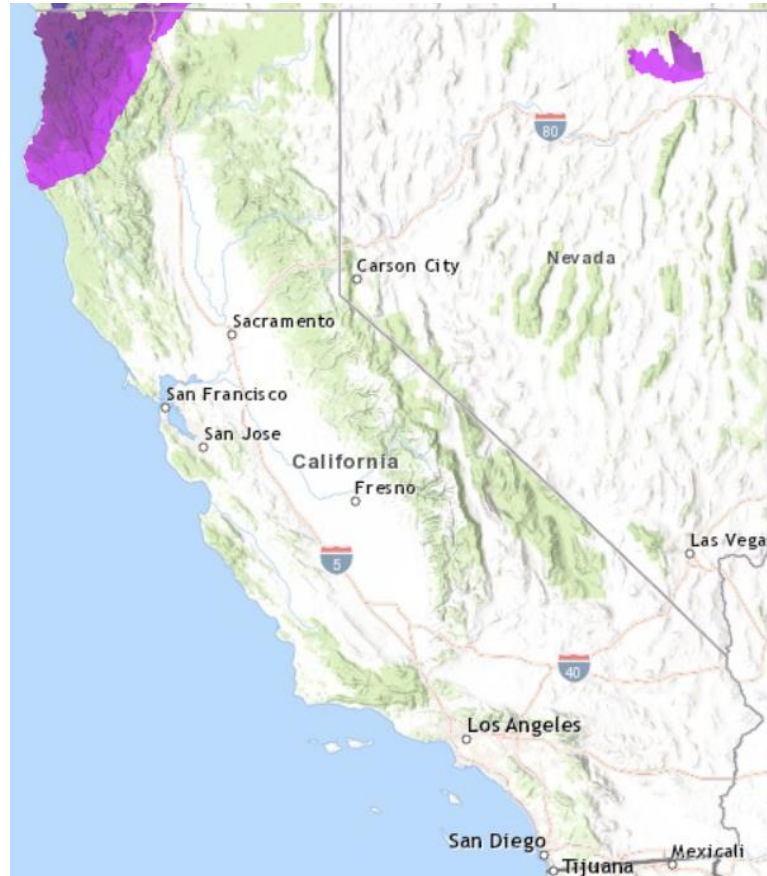 80
Carson City
Nevada
Sacramento
San Francisco
San Jose
California
Fresno
5
Las Vega
40
Los Angeles
San Diego
Mexicali
Tijuana